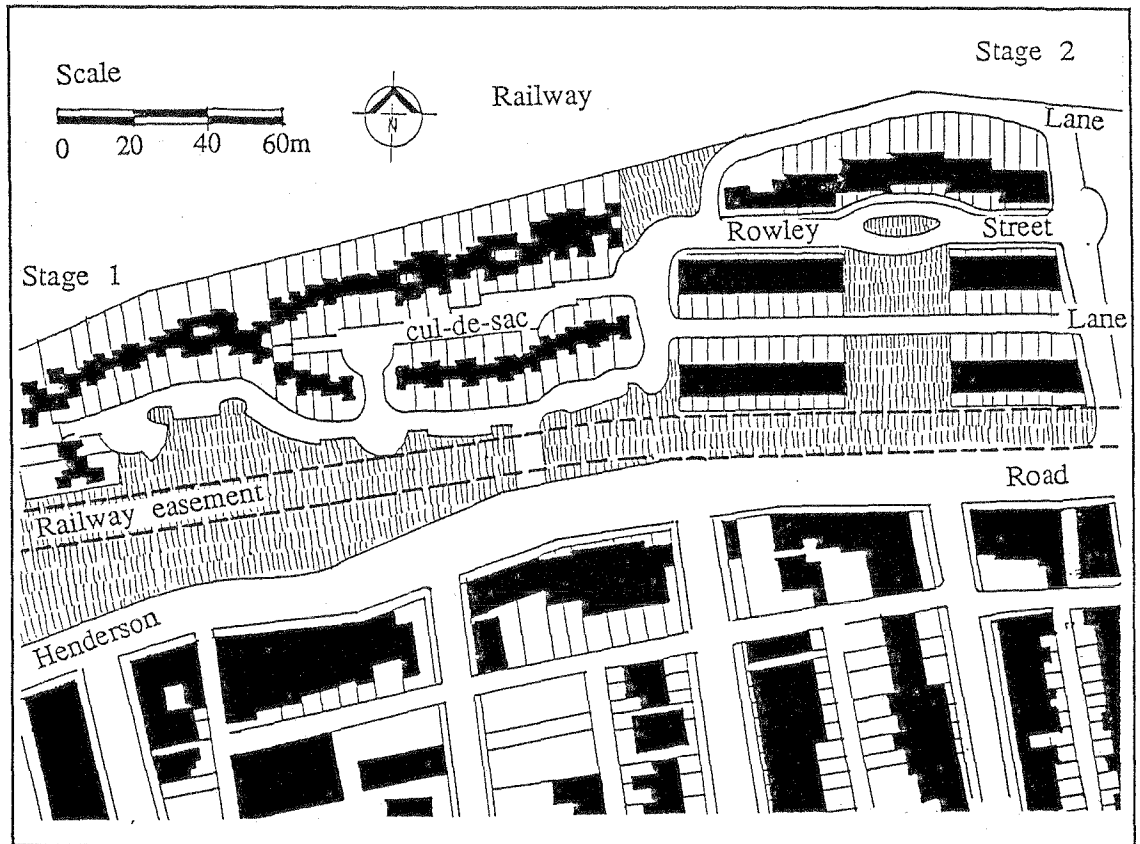 Stage 2
Scale
Railway
N
0 20 40 60m
Lane
Rowley Street
Stage 1
cul-de-sac
Lane
Road
Railway easement
Henderson